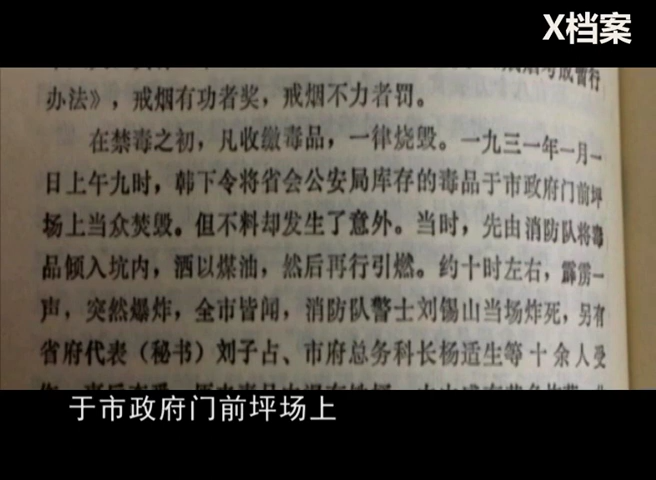 X档案
办法》，戒烟有功者奖，戒烟不力者罚。
在禁毒之初，凡收缴毒品，一律烧毁。一九三一年一月一
日上午九时，韩下令将省会公安局库存的毒品于市政府门前坪
场上当众焚毁。但不料却发生了意外。当时，先由消防队将毒
品倾入坑内，洒以煤油，然后再行引燃。约十时左右，霹雳一
声，突然爆炸，全市皆闻，消防队警士刘锡山当场炸死，另有
省府代表（秘书）刘子占、市府总务科长杨适生等十余人受
于市政府门前坪场上